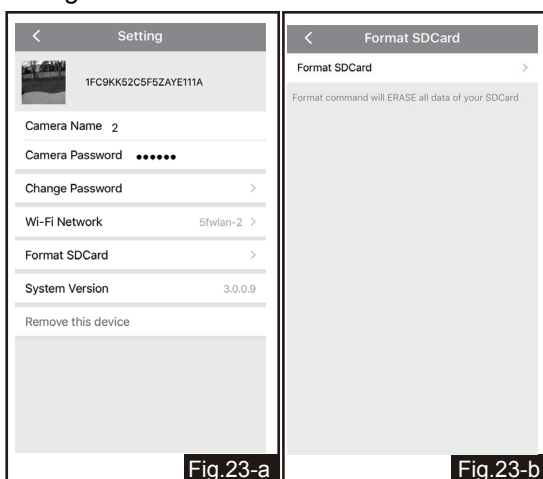 Setting
1FC9KK52C5F5ZAYE111A
Camera Name 2
Camera Password ●●●●●●
Change Password
Wi-Fi Network 5fwlan-2
Format SDCard
System Version 3.0.0.9
Remove this device
Fig.23-a
Format SDCard
Format SDCard
Format command will ERASE all data of your SDCard
Fig.23-b